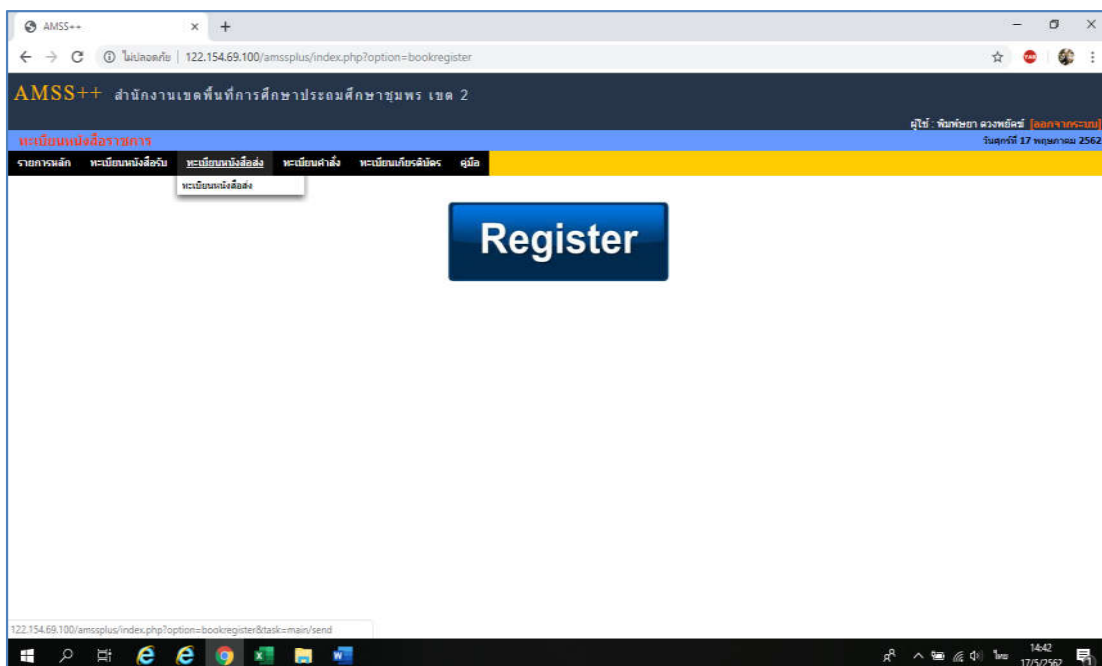 AMSS++
ไม่ปลอดภัย | 122.154.69.100/amssplus/index.php?option=bookregister
AMSS++ สำนักงานเขตพื้นที่การศึกษาประถมศึกษาชุมพร เขต 2
ผู้ใช้ : พิมพ์ษยา ดวงพยัคฆ์ [ออกจากระบบ]
ทะเบียนหนังสือราชการ วันศุกร์ที่ 17 พฤษภาคม 2562
รายการหลัก ทะเบียนหนังสือรับ ทะเบียนหนังสือส่ง ทะเบียนคำสั่ง ทะเบียนเกียรติบัตร คู่มือ
ทะเบียนหนังสือส่ง
Register
122.154.69.100/amssplus/index.php?option=bookregister&task=main/send
ไทย 14:42
17/5/2562